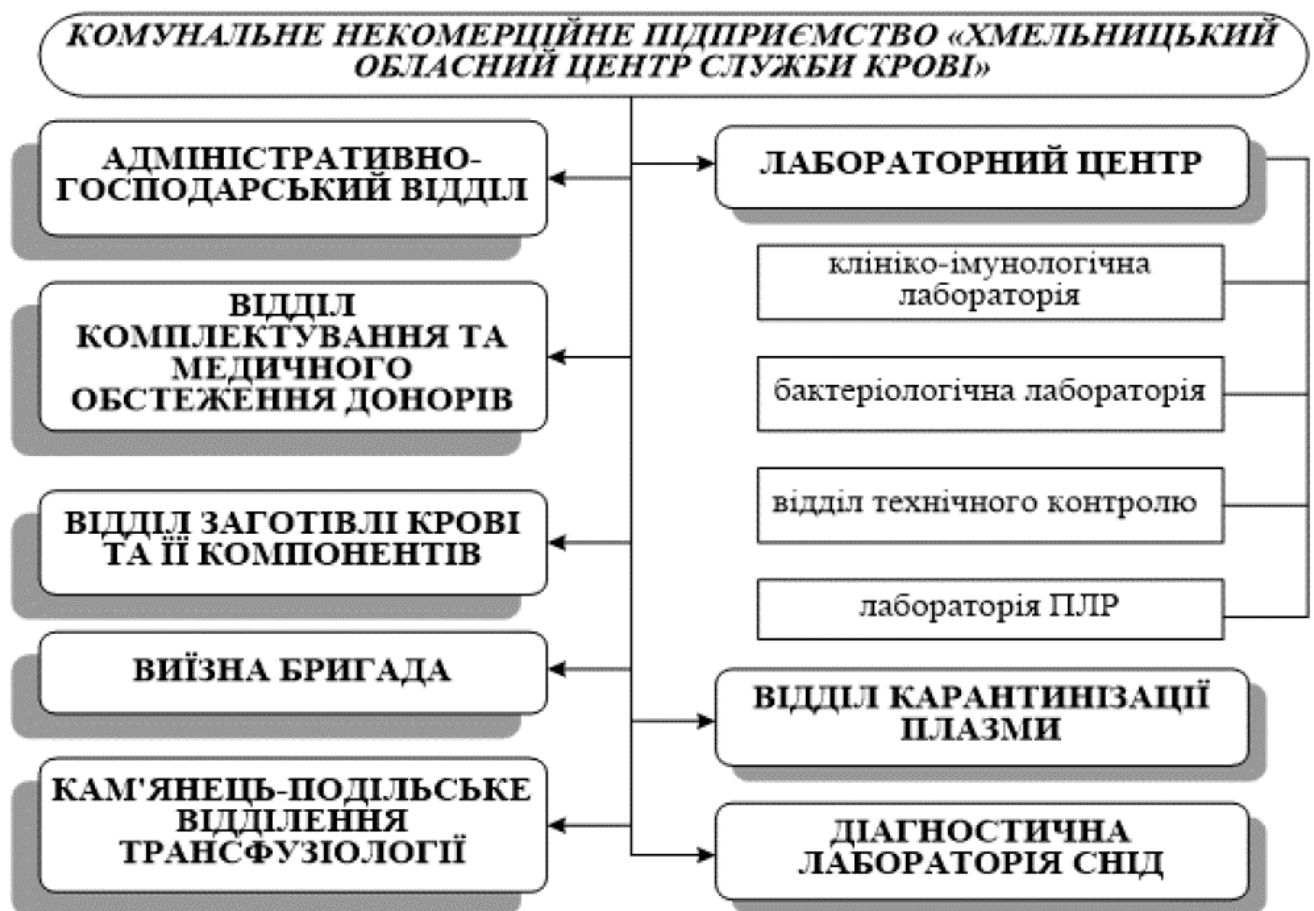 КОМУНАЛЬНЕ НЕКОМЕРЦІЙНЕ ПІДПРИЄМСТВО «ХМЕЛЬНИЦЬКИЙ
ОБЛАСНИЙ ЦЕНТР СЛУЖБИ КРОВІ»
АДМІНІСТРАТИВНО-
ГОСПОДАРСЬКИЙ ВІДДІЛ
ВІДДІЛ
КОМПЛЕКТУВАННЯ ТА
МЕДИЧНОГО
ОБСТЕЖЕННЯ ДОНОРІВ
ВІДДІЛ ЗАГОТІВЛІ КРОВІ
ТА ЇЇ КОМПОНЕНТІВ
ВИЇЗНА БРИГАДА
КАМ'ЯНЕЦЬ-ПОДІЛЬСЬКЕ
ВІДДІЛЕННЯ
ТРАНСФУЗІОЛОГІЇ
ЛАБОРАТОРНИЙ ЦЕНТР
клініко-імунологічна
лабораторія
бактеріологічна лабораторія
відділ технічного контролю
лабораторія ПЛР
ВІДДІЛ КАРАНТИНІЗАЦІЇ
ПЛАЗМИ
ДІАГНОСТИЧНА
ЛАБОРАТОРІЯ СНІД